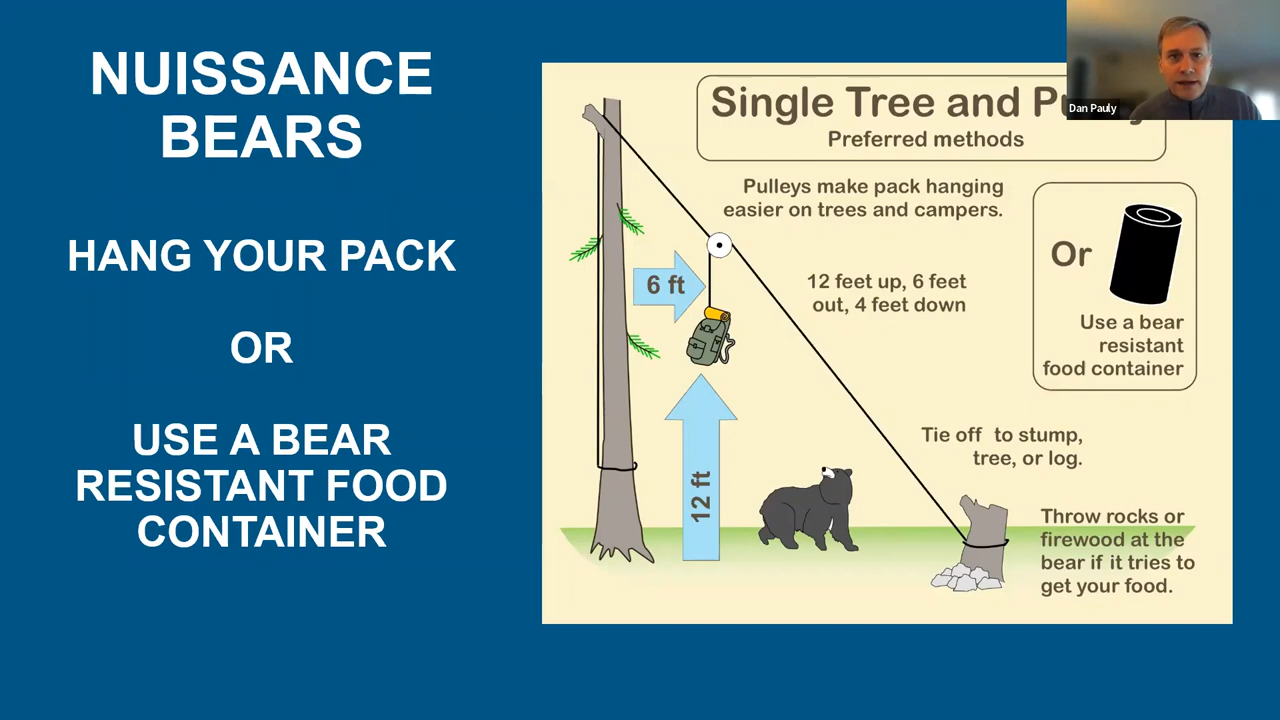 NUISSANCE
BEARS
HANG YOUR PACK
OR
USE A BEAR
RESISTANT FOOD
CONTAINER
Single Tree and
Preferred methods
Dan Pauly
Pulleys make pack hanging
easier on trees and campers.
6 ft
12 feet up, 6 feet
out, 4 feet down
Or
Use a bear
resistant
food container
12 ft
Tie off to stump,
tree, or log.
Throw rocks or
firewood at the
bear if it tries to
get your food.